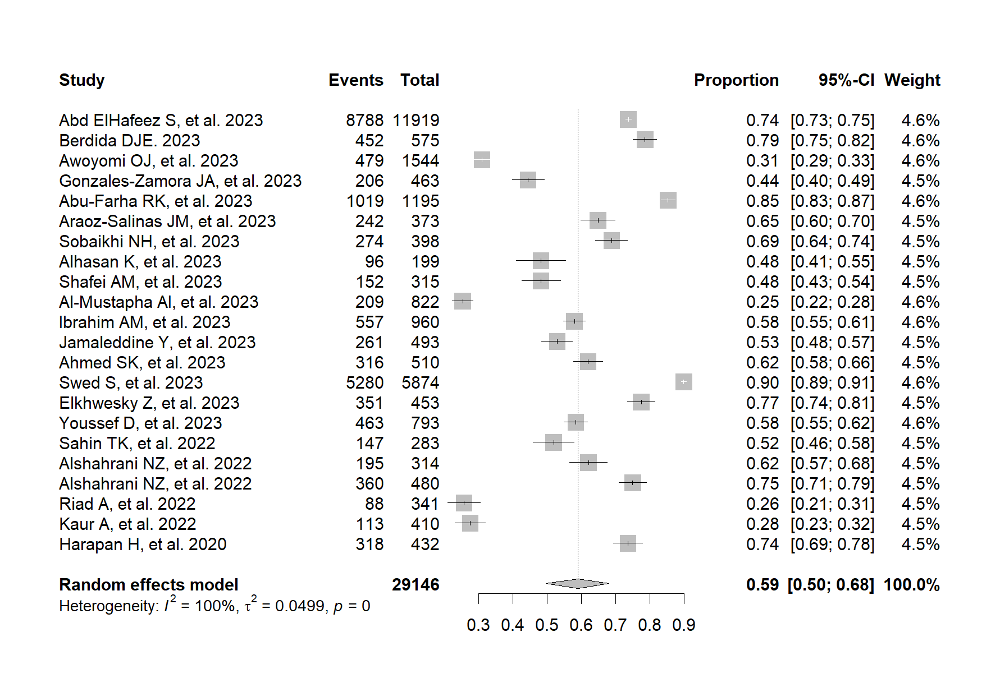 Study Events Total Proportion 95%-CI Weight
Abd ElHafeez S, et al. 2023 8788 11919 0.74 [0.73; 0.75] 4.6%
Berdida DJE. 2023 452 575 0.79 [0.75; 0.82] 4.6%
Awoyomi OJ, et al. 2023 479 1544 0.31 [0.29; 0.33] 4.6%
Gonzales-Zamora JA, et al. 2023 206 463 0.44 [0.40; 0.49] 4.5%
Abu-Farha RK, et al. 2023 1019 1195 0.85 [0.83; 0.87] 4.6%
Araoz-Salinas JM, et al. 2023 242 373 0.65 [0.60; 0.70] 4.5%
Sobaikhi NH, et al. 2023 274 398 0.69 [0.64; 0.74] 4.5%
Alhasan K, et al. 2023 96 199 0.48 [0.41; 0.55] 4.5%
Shafei AM, et al. 2023 152 315 0.48 [0.43; 0.54] 4.5%
Al-Mustapha AI, et al. 2023 209 822 0.25 [0.22; 0.28] 4.6%
Ibrahim AM, et al. 2023 557 960 0.58 [0.55; 0.61] 4.6%
Jamaleddine Y, et al. 2023 261 493 0.53 [0.48; 0.57] 4.5%
Ahmed SK, et al. 2023 316 510 0.62 [0.58; 0.66] 4.5%
Swed S, et al. 2023 5280 5874 0.90 [0.89; 0.91] 4.6%
Elkhwesky Z, et al. 2023 351 453 0.77 [0.74; 0.81] 4.5%
Youssef D, et al. 2023 463 793 0.58 [0.55; 0.62] 4.6%
Sahin TK, et al. 2022 147 283 0.52 [0.46; 0.58] 4.5%
Alshahrani NZ, et al. 2022 195 314 0.62 [0.57; 0.68] 4.5%
Alshahrani NZ, et al. 2022 360 480 0.75 [0.71; 0.79] 4.5%
Riad A, et al. 2022 88 341 0.26 [0.21; 0.31] 4.5%
Kaur A, et al. 2022 113 410 0.28 [0.23; 0.32] 4.5%
Harapan H, et al. 2020 318 432 0.74 [0.69; 0.78] 4.5%
Random effects model 29146 0.59 [0.50; 0.68] 100.0%
Heterogeneity: I² = 100%, τ² = 0.0499, p = 0
0.3 0.4 0.5 0.6 0.7 0.8 0.9